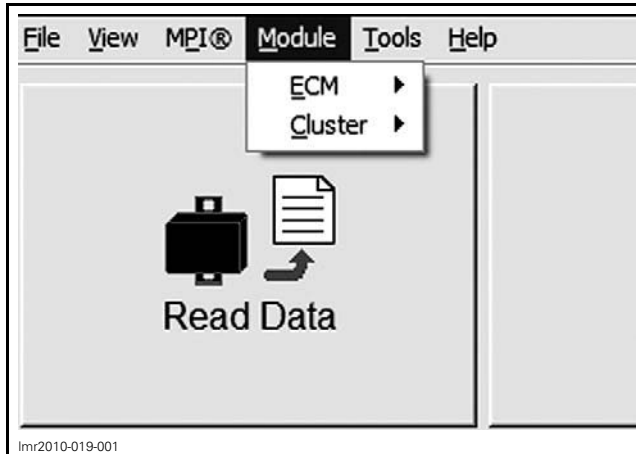 File View MPI® Module Tools Help
ECM
Cluster
Read Data
lmr2010-019-001